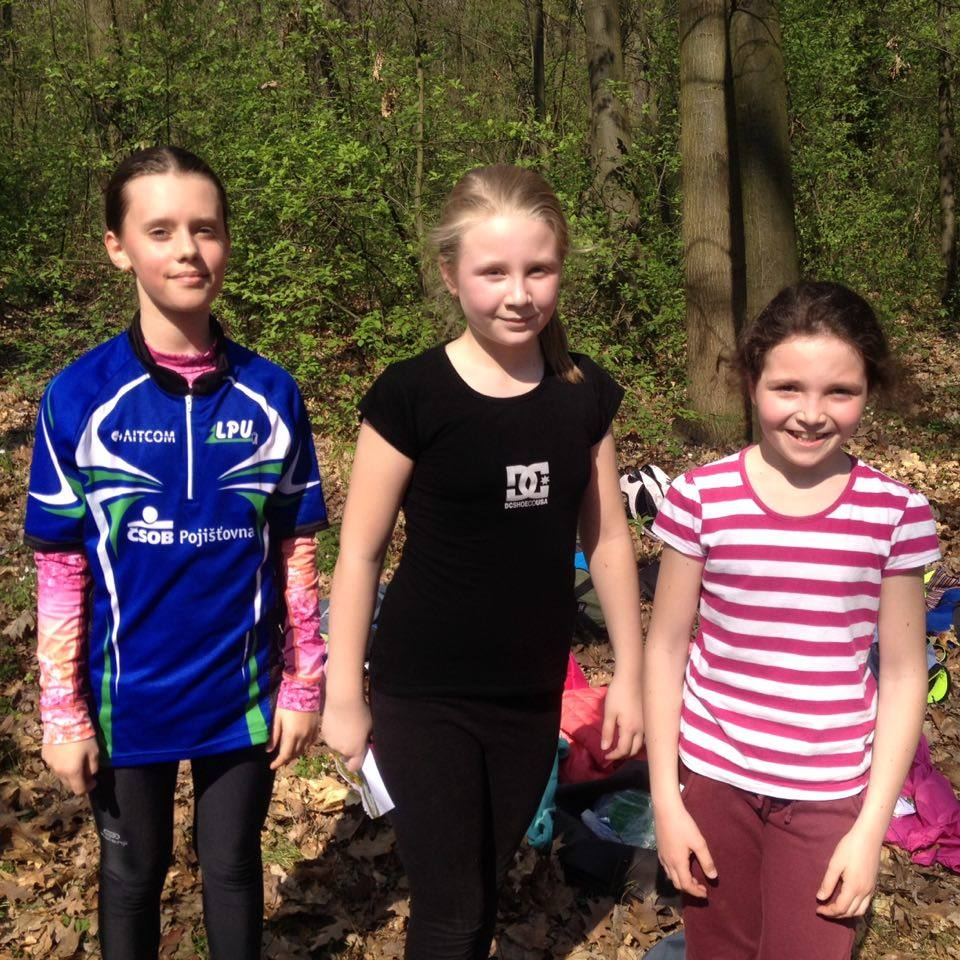 AITCOM
LPU
ČSOB Pojišťovna
DC
DCSHOECOUSA